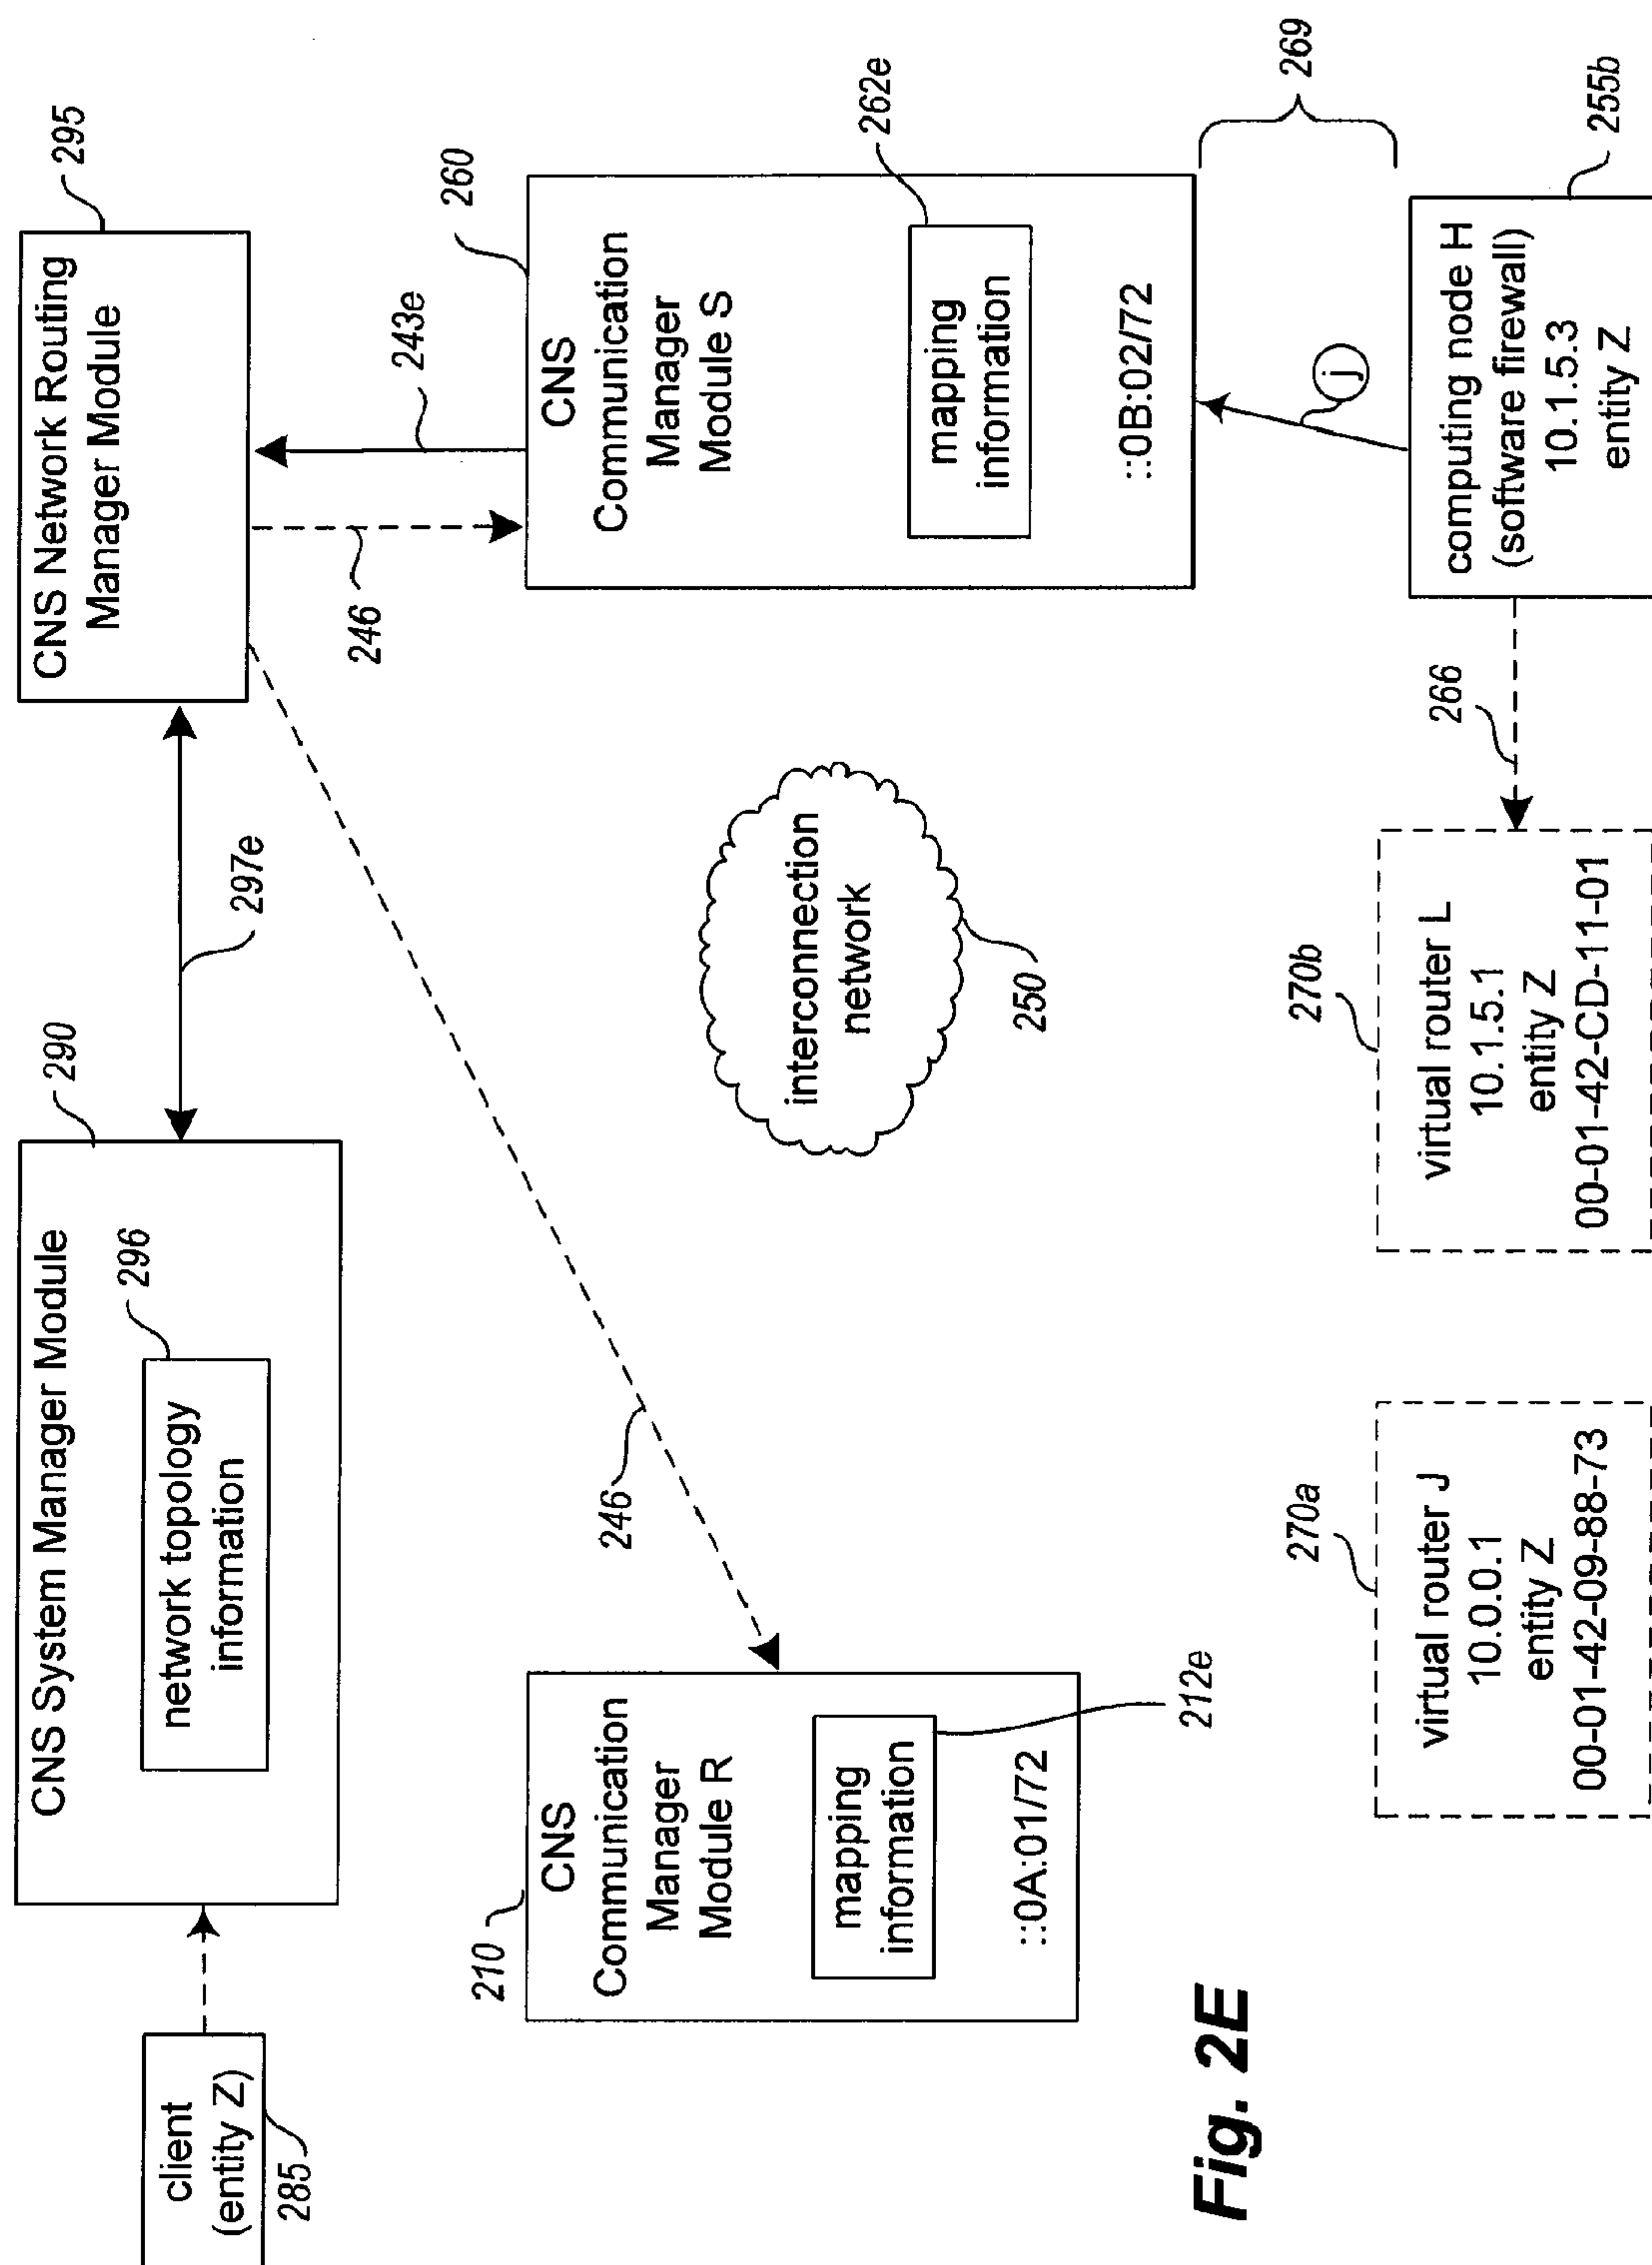 client
(entity Z)
285
CNS System Manager Module
290
network topology
information
296
297e
CNS Network Routing
Manager Module
295
246
243e
210
CNS
Communication
Manager
Module R
mapping
information
::0A:01/72
212e
246
interconnection
network
250
260
CNS
Communication
Manager
Module S
mapping
information
::0B:02/72
262e
269
j
270a
virtual router J
10.0.0.1
entity Z
00-01-42-09-88-73
270b
virtual router L
10.1.5.1
entity Z
00-01-42-CD-11-01
266
computing node H
(software firewall)
10.1.5.3
entity Z
255b
Fig. 2E